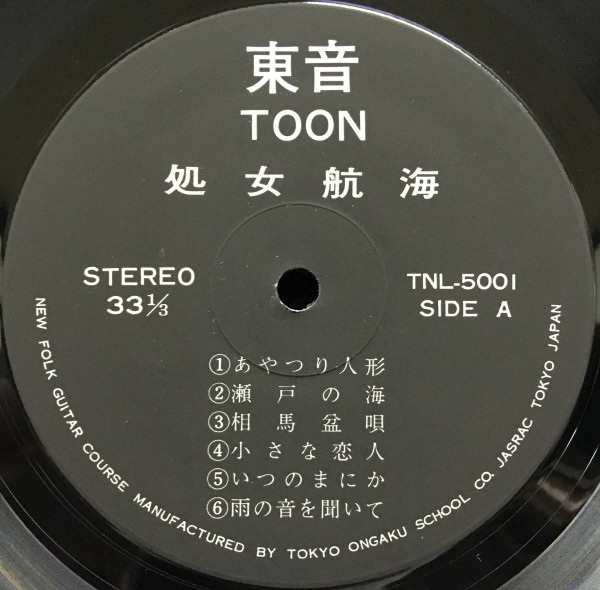 東音
TOON
処女航海
STEREO
33⅓
TNL-5001
SIDE A
①あやつり人形
②瀬戸の海
③相馬盆唄
④小さな恋人
⑤いつのまにか
⑥雨の音を聞いて
NEW FOLK GUITAR COURSE MANUFACTURED BY TOKYO ONGAKU SCHOOL CO. JASRAC TOKYO JAPAN